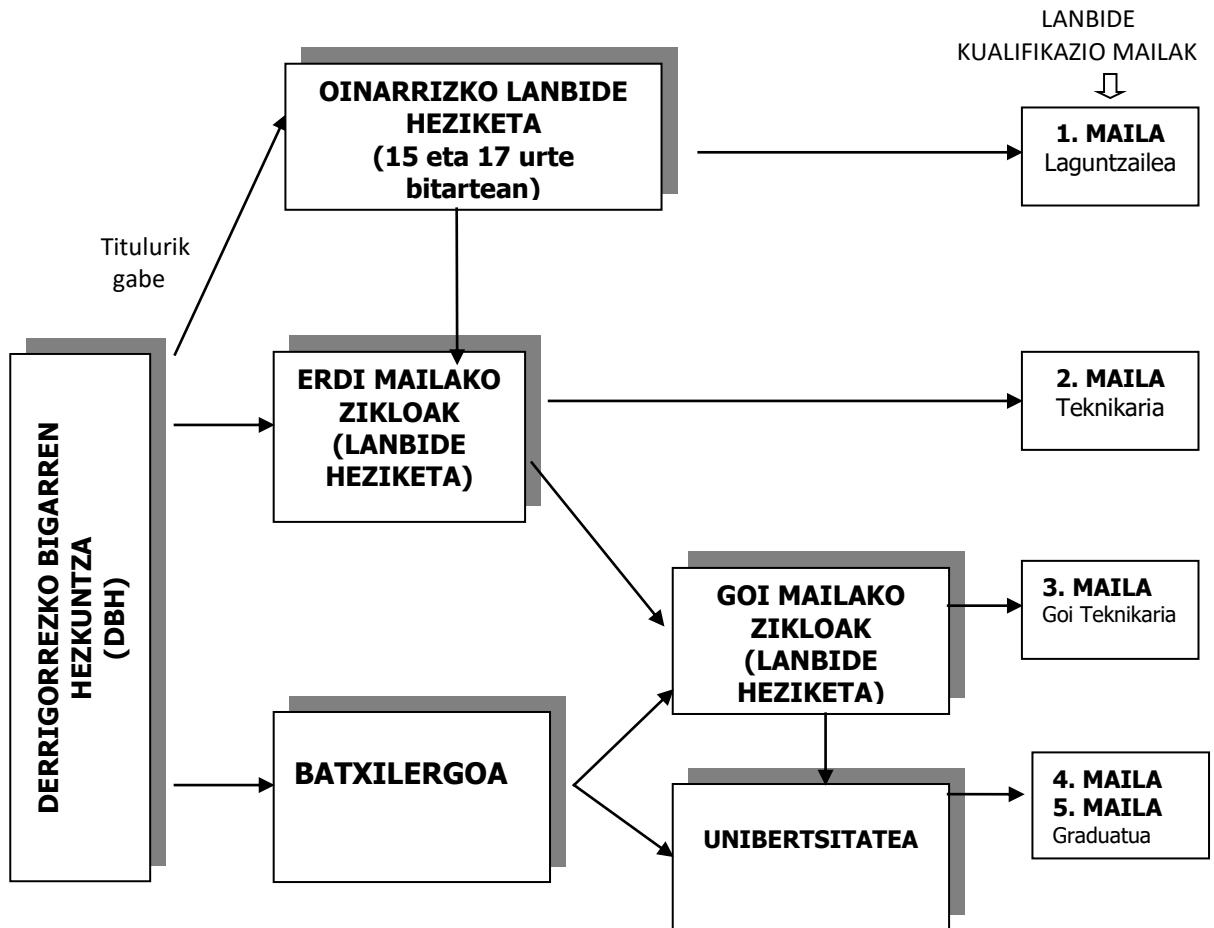 LANBIDE
KUALIFIKAZIO MAILAK
OINARRIZKO LANBIDE
HEZIKETA
(15 eta 17 urte
bitartean)
1. MAILA
Laguntzailea
Titulurik
gabe
DERRIGORREZKO BIGARREN
HEZKUNTZA
(DBH)
ERDI MAILAKO
ZIKLOAK
(LANBIDE
HEZIKETA)
2. MAILA
Teknikaria
GOI MAILAKO
ZIKLOAK
(LANBIDE
HEZIKETA)
3. MAILA
Goi Teknikaria
BATXILERGOA
UNIBERTSITATEA
4. MAILA
5. MAILA
Graduatua